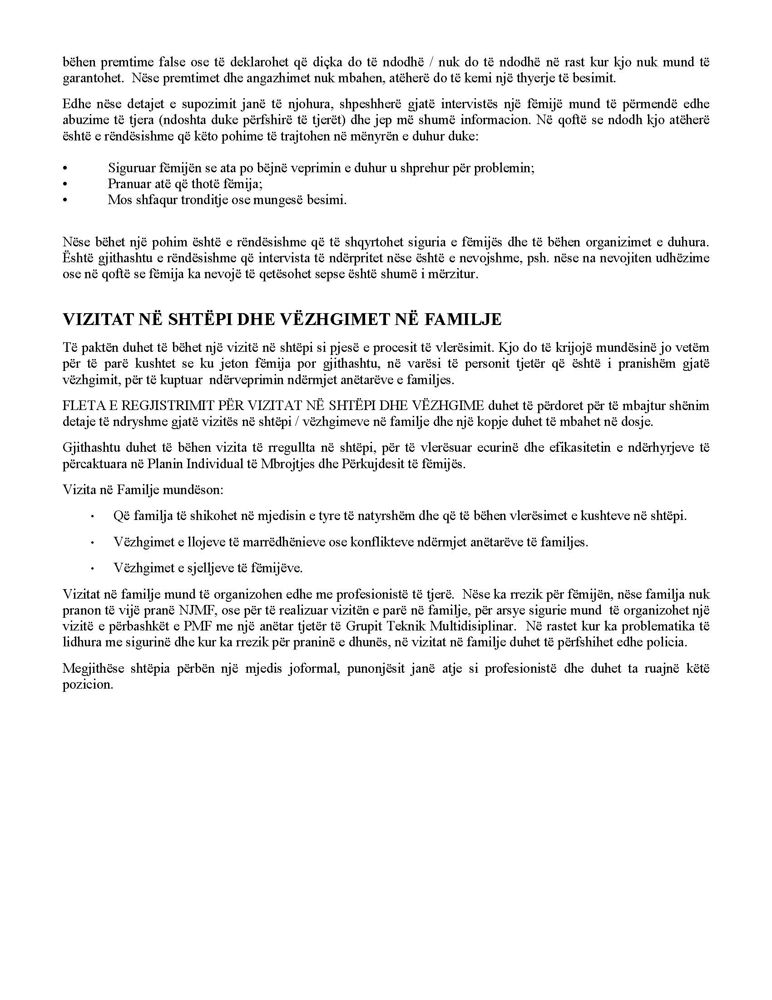 bëhen premtime false ose të deklarohet që diçka do të ndodhë / nuk do të ndodhë në rast kur kjo nuk mund të
garantohet.  Nëse premtimet dhe angazhimet nuk mbahen, atëherë do të kemi një thyerje të besimit.
Edhe nëse detajet e supozimit janë të njohura, shpeshherë gjatë intervistës një fëmijë mund të përmendë edhe
abuzime të tjera (ndoshta duke përfshirë të tjerët) dhe jep më shumë informacion. Në qoftë se ndodh kjo atëherë
është e rëndësishme që këto pohime të trajtohen në mënyrën e duhur duke:
• Siguruar fëmijën se ata po bëjnë veprimin e duhur u shprehur për problemin;
• Pranuar atë që thotë fëmija;
• Mos shfaqur tronditje ose mungesë besimi.
Nëse bëhet një pohim është e rëndësishme që të shqyrtohet siguria e fëmijës dhe të bëhen organizimet e duhura.
Është gjithashtu e rëndësishme që intervista të ndërpritet nëse është e nevojshme, psh. nëse na nevojiten udhëzime
ose në qoftë se fëmija ka nevojë të qetësohet sepse është shumë i mërzitur.
VIZITAT NË SHTËPI DHE VËZHGIMET NË FAMILJE
Të paktën duhet të bëhet një vizitë në shtëpi si pjesë e procesit të vlerësimit. Kjo do të krijojë mundësinë jo vetëm
për të parë kushtet se ku jeton fëmija por gjithashtu, në varësi të personit tjetër që është i pranishëm gjatë
vëzhgimit, për të kuptuar  ndërveprimin ndërmjet anëtarëve e familjes.
FLETA E REGJISTRIMIT PËR VIZITAT NË SHTËPI DHE VËZHGIME duhet të përdoret për të mbajtur shënim
detaje të ndryshme gjatë vizitës në shtëpi / vëzhgimeve në familje dhe një kopje duhet të mbahet në dosje.
Gjithashtu duhet të bëhen vizita të rregullta në shtëpi, për të vlerësuar ecurinë dhe efikasitetin e ndërhyrjeve të
përcaktuara në Planin Individual të Mbrojtjes dhe Përkujdesit të fëmijës.
Vizita në Familje mundëson:
• Që familja të shikohet në mjedisin e tyre të natyrshëm dhe që të bëhen vlerësimet e kushteve në shtëpi.
• Vëzhgimet e llojeve të marrëdhënieve ose konflikteve ndërmjet anëtarëve të familjes.
• Vëzhgimet e sjelljeve të fëmijëve.
Vizitat në familje mund të organizohen edhe me profesionistë të tjerë.  Nëse ka rrezik për fëmijën, nëse familja nuk
pranon të vijë pranë NJMF, ose për të realizuar vizitën e parë në familje, për arsye sigurie mund  të organizohet një
vizitë e përbashkët e PMF me një anëtar tjetër të Grupit Teknik Multidisiplinar.  Në rastet kur ka problematika të
lidhura me sigurinë dhe kur ka rrezik për praninë e dhunës, në vizitat në familje duhet të përfshihet edhe policia.
Megjithëse shtëpia përbën një mjedis joformal, punonjësit janë atje si profesionistë dhe duhet ta ruajnë këtë
pozicion.